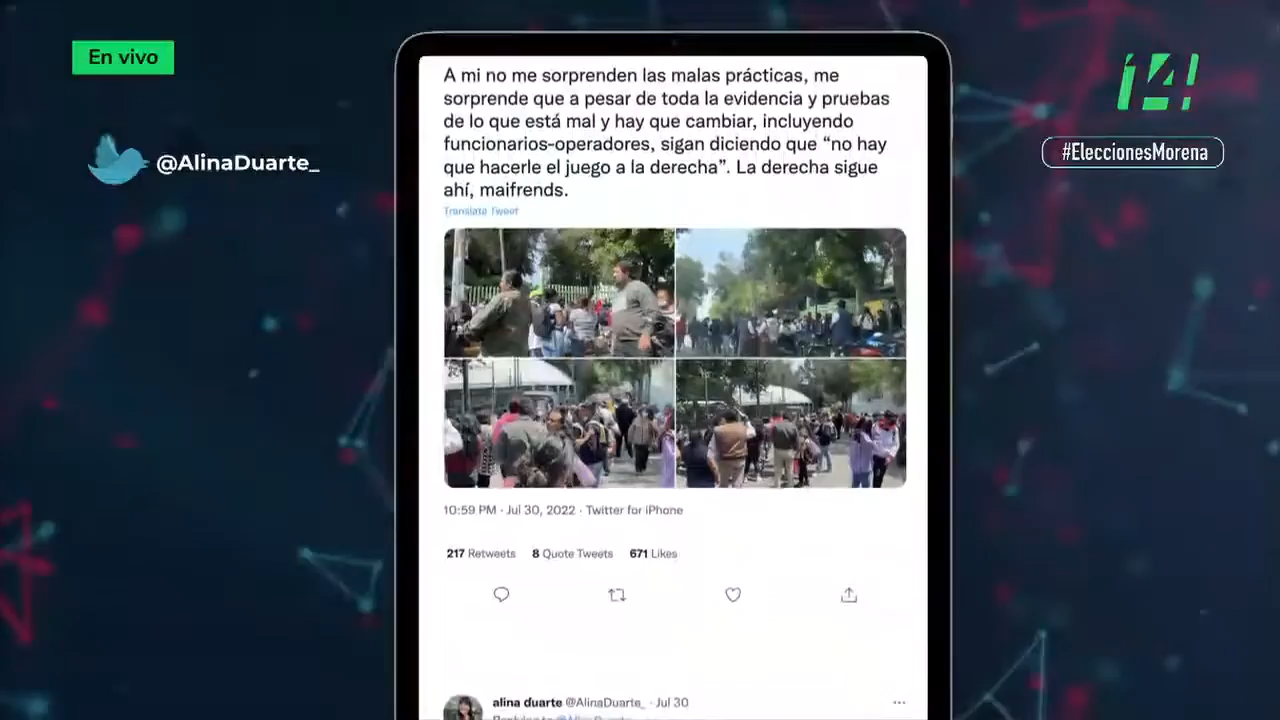 En vivo
@AlinaDuarte_
14!
#EleccionesMorena
A mi no me sorprenden las malas prácticas, me
sorprende que a pesar de toda la evidencia y pruebas
de lo que está mal y hay que cambiar, incluyendo
funcionarios-operadores, sigan diciendo que “no hay
que hacerle el juego a la derecha”. La derecha sigue
ahí, maifrends.
Translate Tweet
10:59 PM · Jul 30, 2022 · Twitter for iPhone
217 Retweets 8 Quote Tweets 671 Likes
alina duarte @AlinaDuarte_ · Jul 30
Replying to @AlinaDuarte_